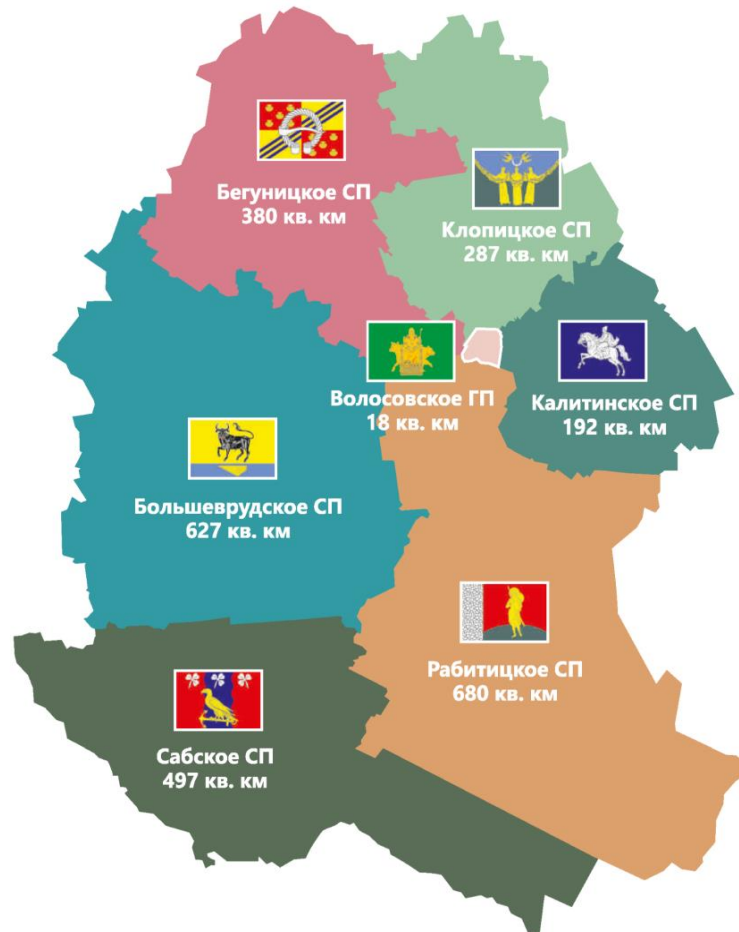 Бегуницкое СП
380 кв. км
Клопицкое СП
287 кв. км
Волосовское ГП
18 кв. км
Калитинское СП
192 кв. км
Большеврудское СП
627 кв. км
Рабитицкое СП
680 кв. км
Сабское СП
497 кв. км